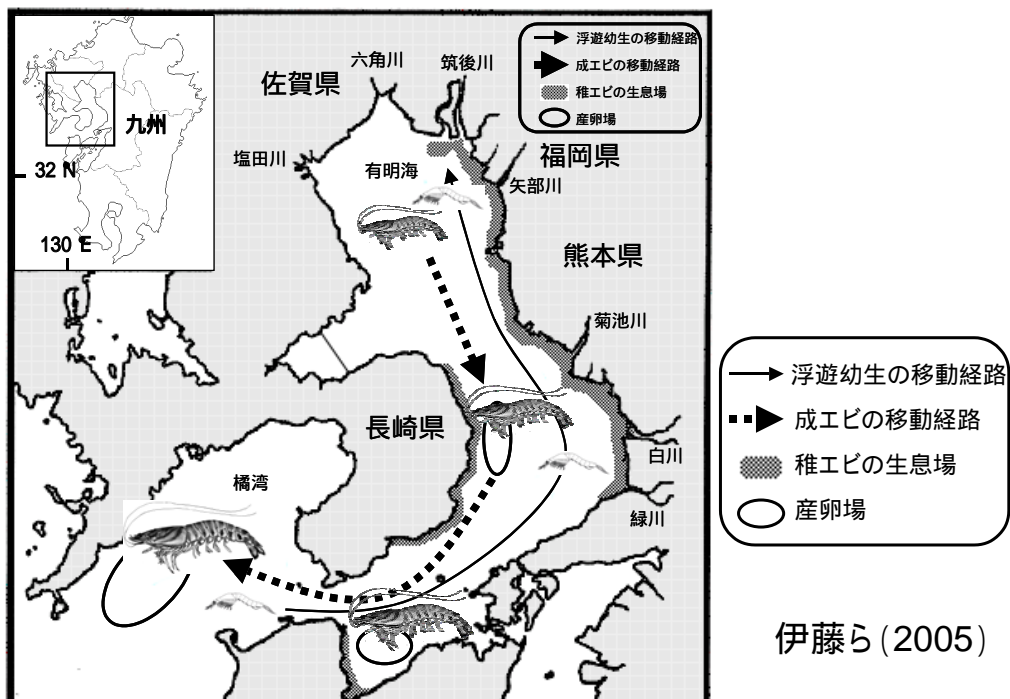 浮遊幼生の移動経路
成エビの移動経路
稚エビの生息場
産卵場
九州
32 N
130 E
佐賀県
六角川
筑後川
塩田川
有明海
福岡県
矢部川
熊本県
菊池川
長崎県
白川
緑川
橘湾
浮遊幼生の移動経路
成エビの移動経路
稚エビの生息場
産卵場
伊藤ら(2005)